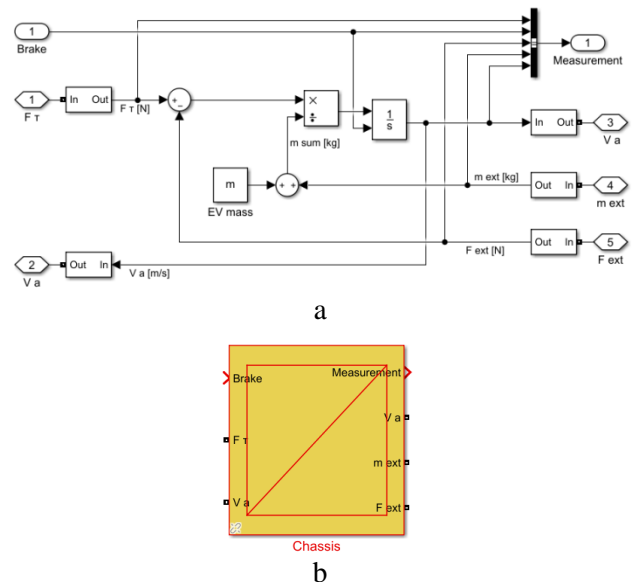 1
Brake
1
Measurement
1
F τ
In Out
F τ [N]
+
−
×
÷
1
s
m sum [kg]
In Out
3
V a
m
EV mass
+ +
m ext [kg]
Out In
4
m ext
F ext [N]
Out In
5
F ext
2
V a
Out In
V a [m/s]
a
Brake
Measurement
V a
F τ
m ext
V a
F ext
Chassis
b